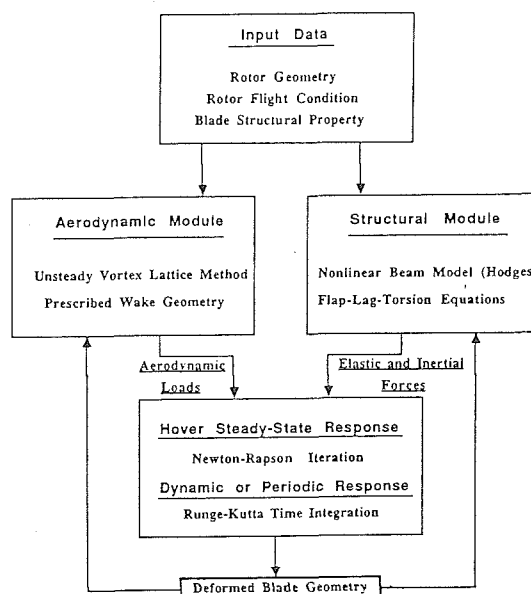 Input Data
Rotor Geometry
Rotor Flight Condition
Blade Structural Property
Aerodynamic Module
Unsteady Vortex Lattice Method
Prescribed Wake Geometry
Structural Module
Nonlinear Beam Model (Hodges
Flap-Lag-Torsion Equations
Aerodynamic
Loads
Elastic and Inertial
Forces
Hover Steady-State Response
Newton-Rapson Iteration
Dynamic or Periodic Response
Runge-Kutta Time Integration
Deformed Blade Geometry